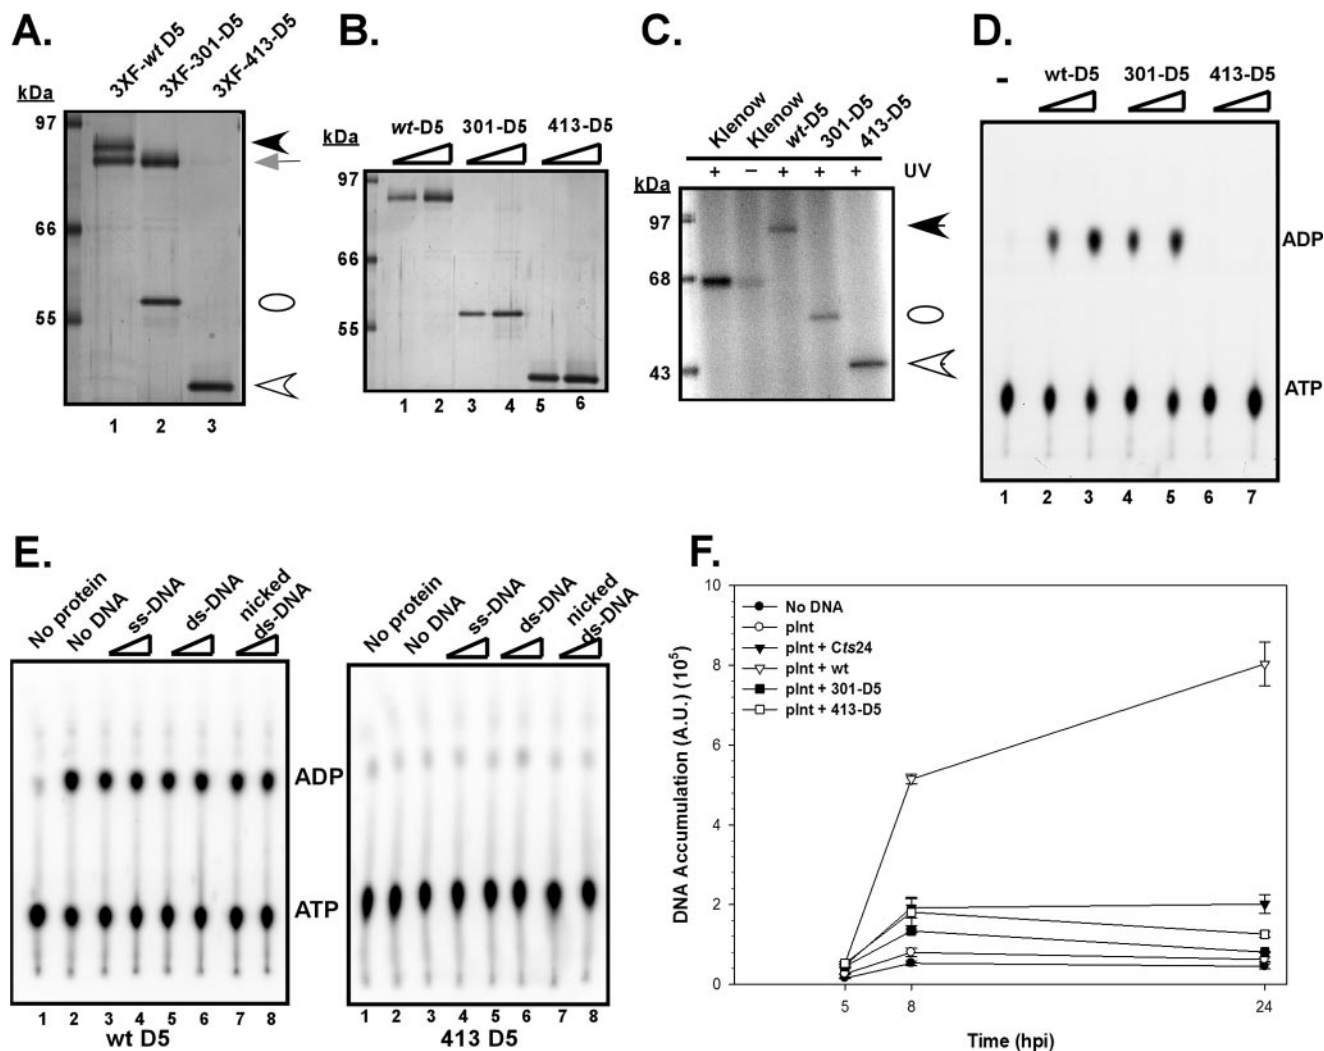 A.
3XF-wt D5
3XF-301-D5
3XF-413-D5
kDa
97
66
55
1 2 3
B.
wt-D5 301-D5 413-D5
kDa
97
66
55
1 2 3 4 5 6
C.
Klenow
Klenow
wt-D5
301-D5
413-D5
+ – + + + UV
kDa
97
68
43
D.
- wt-D5 301-D5 413-D5
ADP
ATP
1 2 3 4 5 6 7
E.
No protein
No DNA
ss-DNA
ds-DNA
nicked
ds-DNA
ADP
ATP
1 2 3 4 5 6 7 8
wt D5
No protein
No DNA
ss-DNA
ds-DNA
nicked
ds-DNA
1 2 3 4 5 6 7 8
413 D5
F.
DNA Accumulation (A.U.) (10⁵)
10
8
6
4
2
0
No DNA
pInt
pInt + Cts24
pInt + wt
pInt + 301-D5
pInt + 413-D5
5 8 24
Time (hpi)